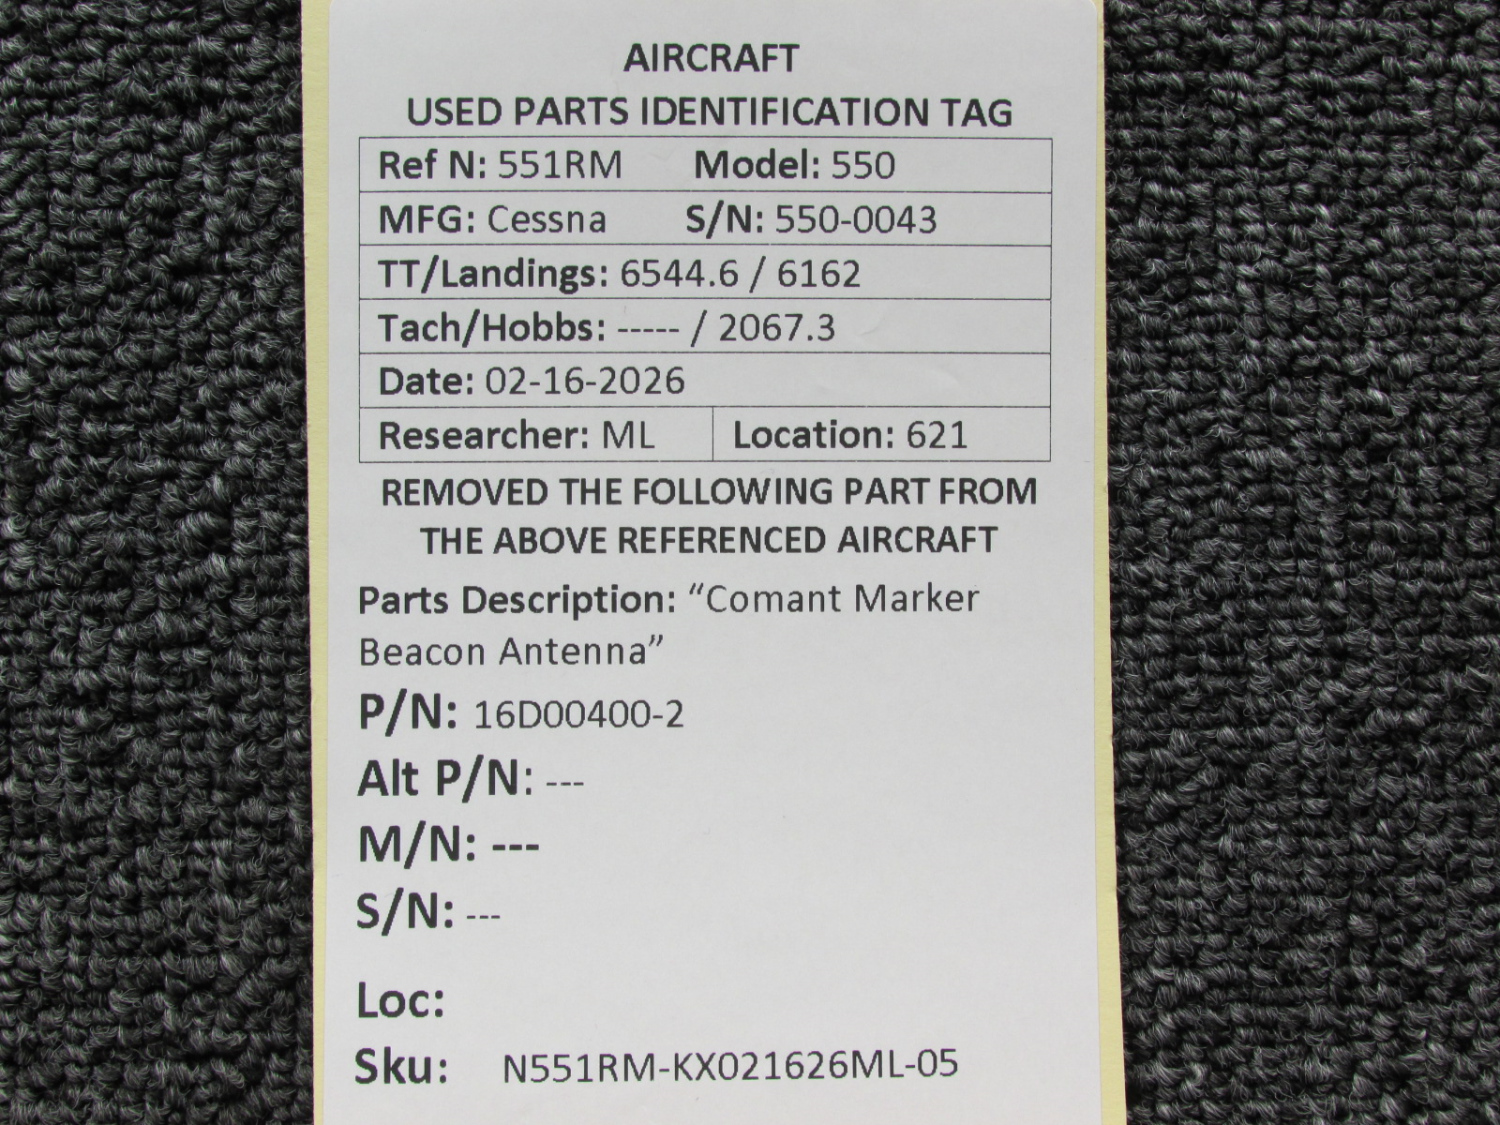 AIRCRAFT
USED PARTS IDENTIFICATION TAG
Ref N: 551RM Model: 550
MFG: Cessna S/N: 550-0043
TT/Landings: 6544.6 / 6162
Tach/Hobbs: ----- / 2067.3
Date: 02-16-2026
Researcher: ML Location: 621
REMOVED THE FOLLOWING PART FROM
THE ABOVE REFERENCED AIRCRAFT
Parts Description: “Comant Marker
Beacon Antenna”
P/N: 16D00400-2
Alt P/N: ---
M/N: ---
S/N: ---
Loc:
Sku: N551RM-KX021626ML-05